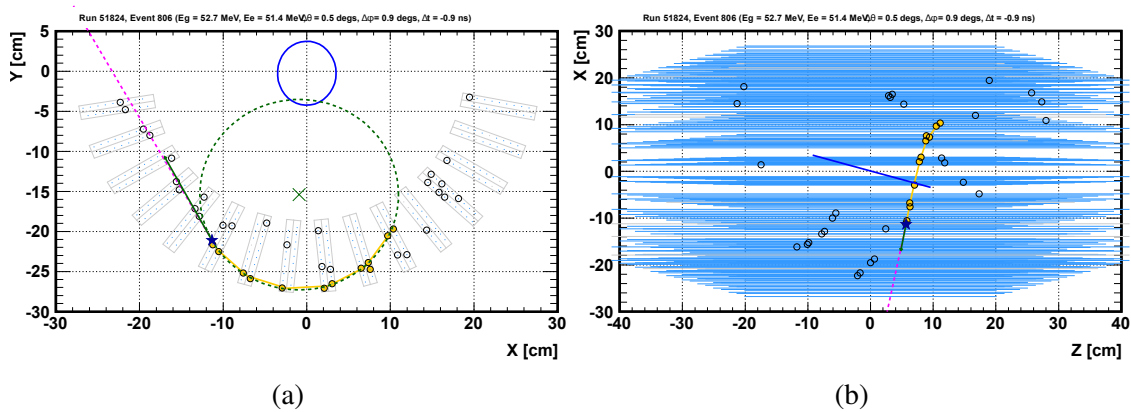 Run 51824, Event 806 (Eg = 52.7 MeV, Ee = 51.4 MeV, Δθ = 0.5 degs, Δφ= 0.9 degs, Δt = -0.9 ns)
Y [cm]
5
0
-5
-10
-15
-20
-25
-30
-30 -20 -10 0 10 20 30
X [cm]
(a)
Run 51824, Event 806 (Eg = 52.7 MeV, Ee = 51.4 MeV, Δθ = 0.5 degs, Δφ= 0.9 degs, Δt = -0.9 ns)
X [cm]
30
20
10
0
-10
-20
-30
-40 -30 -20 -10 0 10 20 30 40
Z [cm]
(b)